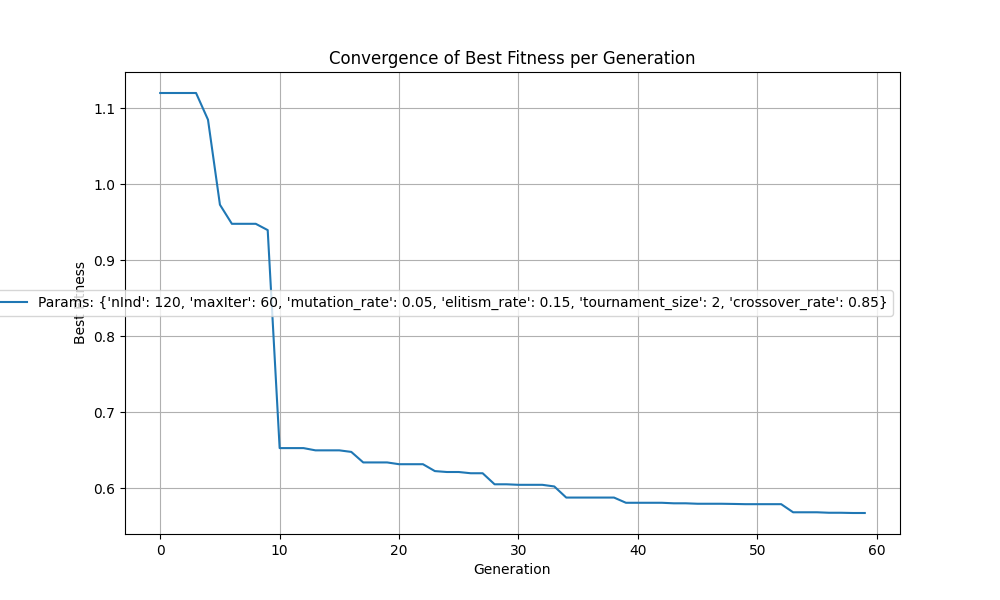 Convergence of Best Fitness per Generation
1.1
1.0
0.9
0.8
0.7
0.6
Best
Params: {'nInd': 120, 'maxIter': 60, 'mutation_rate': 0.05, 'elitism_rate': 0.15, 'tournament_size': 2, 'crossover_rate': 0.85}
0 10 20 30 40 50 60
Generation